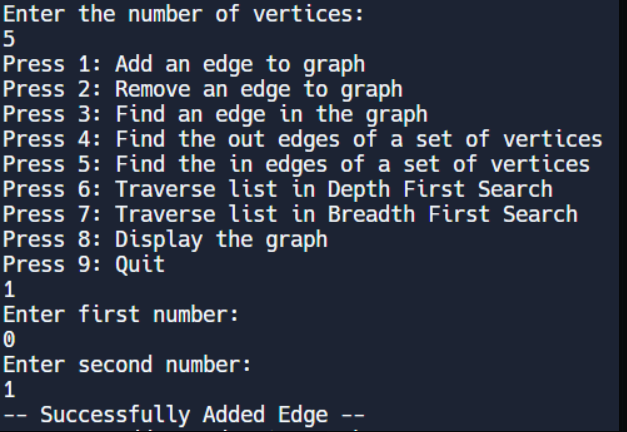 Enter the number of vertices:
5
Press 1: Add an edge to graph
Press 2: Remove an edge to graph
Press 3: Find an edge in the graph
Press 4: Find the out edges of a set of vertices
Press 5: Find the in edges of a set of vertices
Press 6: Traverse list in Depth First Search
Press 7: Traverse list in Breadth First Search
Press 8: Display the graph
Press 9: Quit
1
Enter first number:
0
Enter second number:
1
-- Successfully Added Edge --